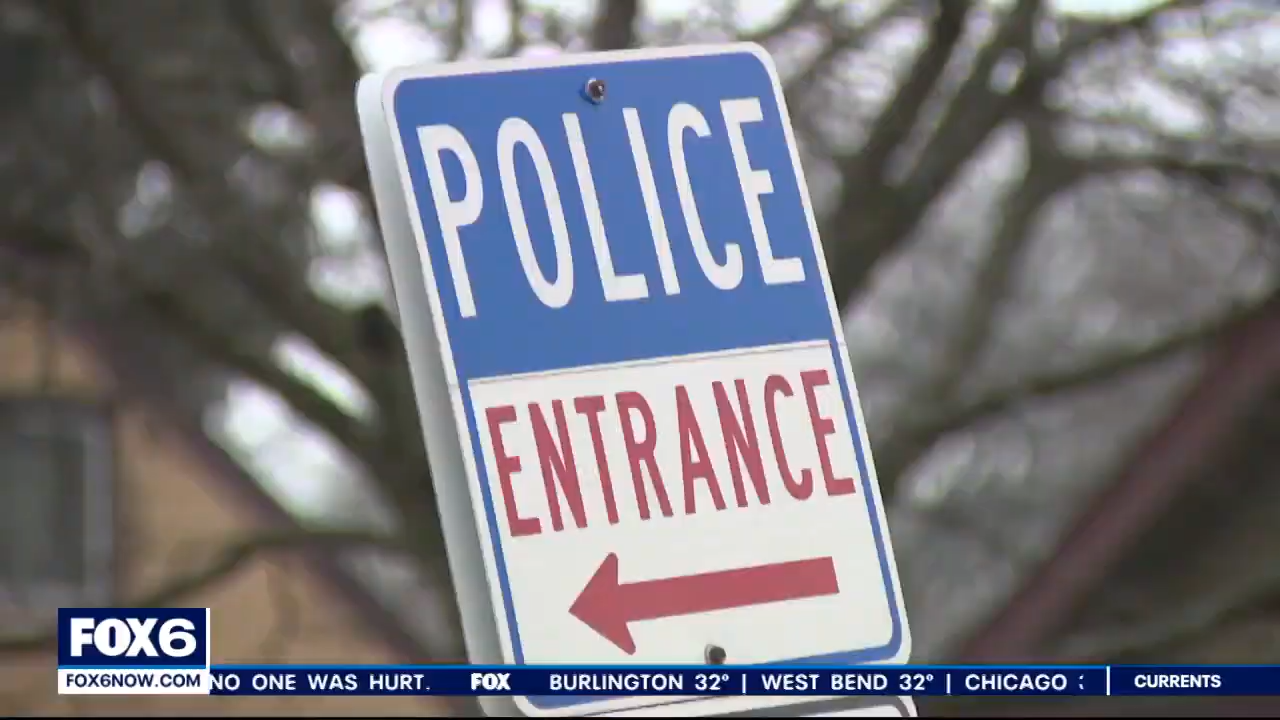 POLICE
ENTRANCE
FOX6
FOX6NOW.COM
NO ONE WAS HURT. FOX BURLINGTON 32° | WEST BEND 32° | CHICAGO
CURRENTS